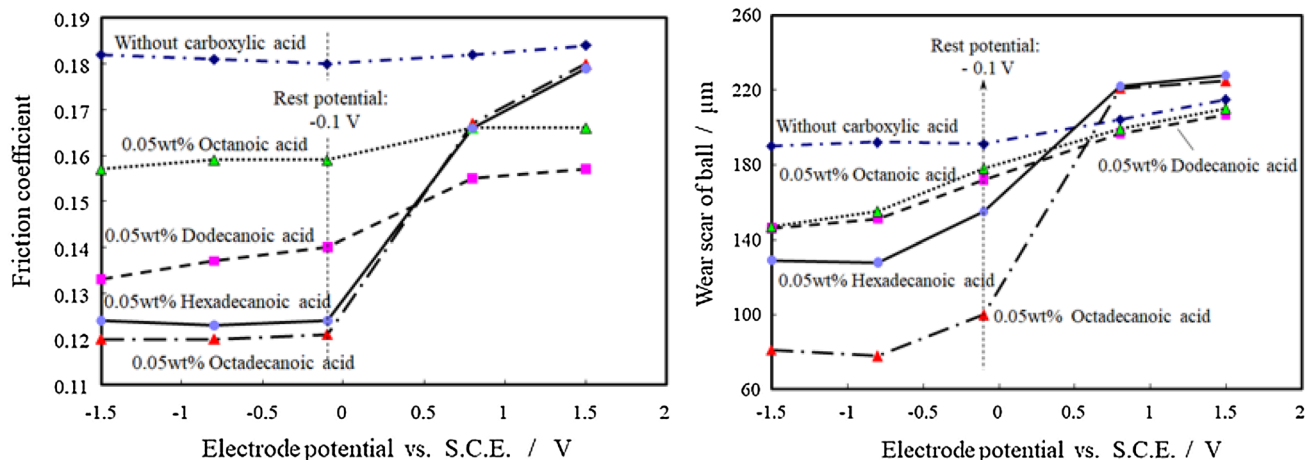 0.19
0.18
0.17
0.16
0.15
0.14
0.13
0.12
0.11
Friction coefficient
Without carboxylic acid
Rest potential:
-0.1 V
0.05wt% Octanoic acid
0.05wt% Dodecanoic acid
0.05wt% Hexadecanoic acid
0.05wt% Octadecanoic acid
-1.5 -1 -0.5 0 0.5 1 1.5 2
Electrode potential vs. S.C.E. / V
260
220
180
140
100
60
Wear scar of ball / μm
Rest potential:
- 0.1 V
Without carboxylic acid
0.05wt% Octanoic acid
0.05wt% Dodecanoic acid
0.05wt% Hexadecanoic acid
0.05wt% Octadecanoic acid
-1.5 -1 -0.5 0 0.5 1 1.5 2
Electrode potential vs. S.C.E. / V